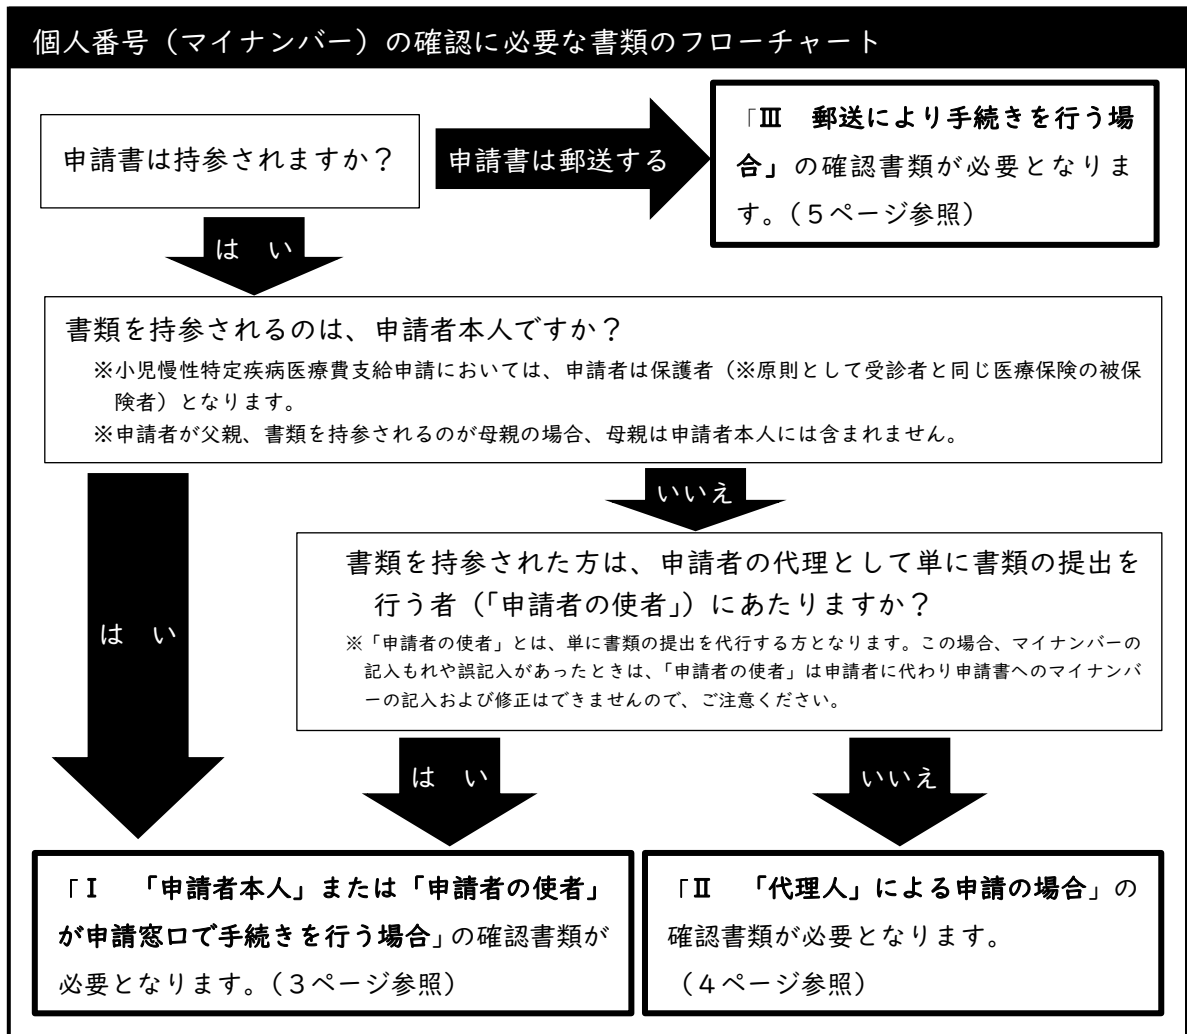 個人番号（マイナンバー）の確認に必要な書類のフローチャート
申請書は持参されますか？
申請書は郵送する
「Ⅲ　郵送により手続きを行う場
合」の確認書類が必要となりま
す。（５ページ参照）
は　い
書類を持参されるのは、申請者本人ですか？
※小児慢性特定疾病医療費支給申請においては、申請者は保護者（※原則として受診者と同じ医療保険の被保
険者）となります。
※申請者が父親、書類を持参されるのが母親の場合、母親は申請者本人には含まれません。
いいえ
書類を持参された方は、申請者の代理として単に書類の提出を
行う者（「申請者の使者」）にあたりますか？
※「申請者の使者」とは、単に書類の提出を代行する方となります。この場合、マイナンバーの
記入もれや誤記入があったときは、「申請者の使者」は申請者に代わり申請書へのマイナンバ
ーの記入および修正はできませんので、ご注意ください。
は　い
は　い
いいえ
「Ⅰ　「申請者本人」または「申請者の使者」
が申請窓口で手続きを行う場合」の確認書類が
必要となります。（３ページ参照）
「Ⅱ　「代理人」による申請の場合」の
確認書類が必要となります。
（４ページ参照）